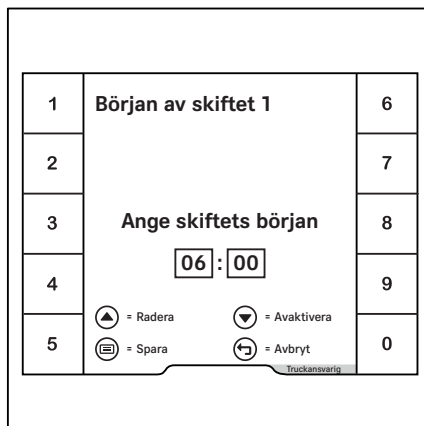 Början av skiftet 1
1
2
3
4
5
6
7
8
9
0
Ange skiftets början
06 : 00
= Radera
= Avaktivera
= Spara
= Avbryt
Truckansvarig